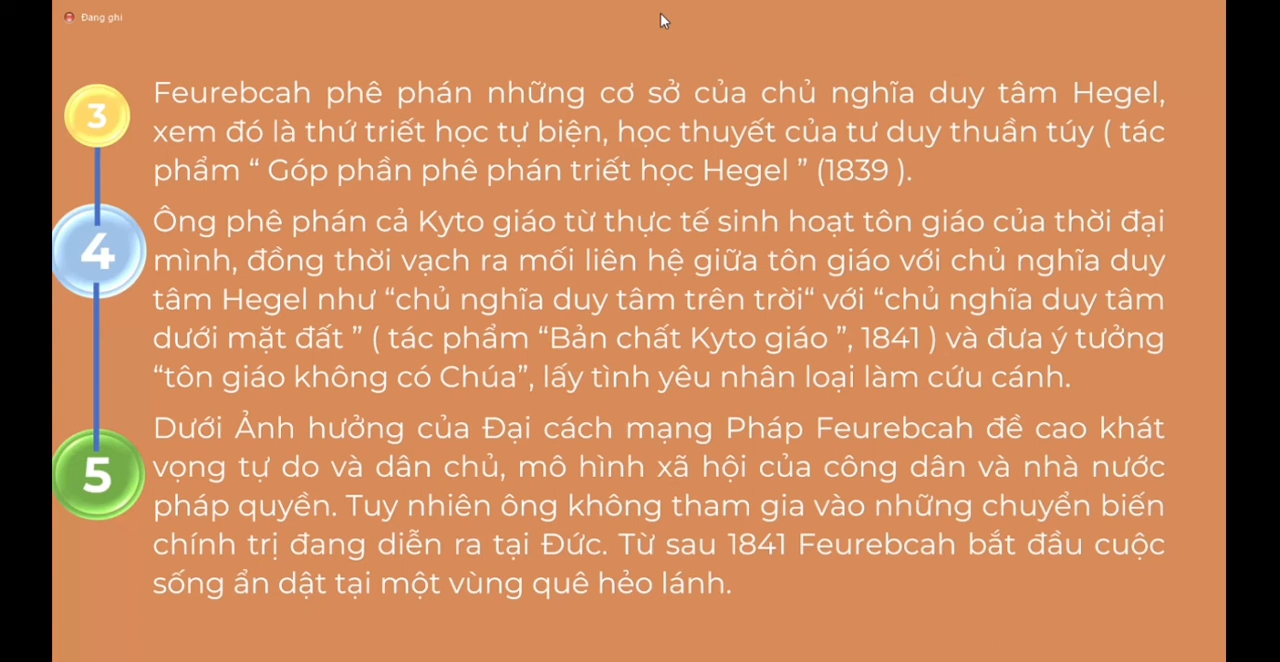 Đang ghi
3
Feurebcah phê phán những cơ sở của chủ nghĩa duy tâm Hegel,
xem đó là thứ triết học tự biện, học thuyết của tư duy thuần túy ( tác
phẩm “ Góp phần phê phán triết học Hegel ” (1839 ).
4
Ông phê phán cả Kyto giáo từ thực tế sinh hoạt tôn giáo của thời đại
mình, đồng thời vạch ra mối liên hệ giữa tôn giáo với chủ nghĩa duy
tâm Hegel như “chủ nghĩa duy tâm trên trời“ với “chủ nghĩa duy tâm
dưới mặt đất ” ( tác phẩm “Bản chất Kyto giáo ”, 1841 ) và đưa ý tưởng
“tôn giáo không có Chúa”, lấy tình yêu nhân loại làm cứu cánh.
5
Dưới Ảnh hưởng của Đại cách mạng Pháp Feurebcah đề cao khát
vọng tự do và dân chủ, mô hình xã hội của công dân và nhà nước
pháp quyền. Tuy nhiên ông không tham gia vào những chuyển biến
chính trị đang diễn ra tại Đức. Từ sau 1841 Feurebcah bắt đầu cuộc
sống ẩn dật tại một vùng quê hẻo lánh.